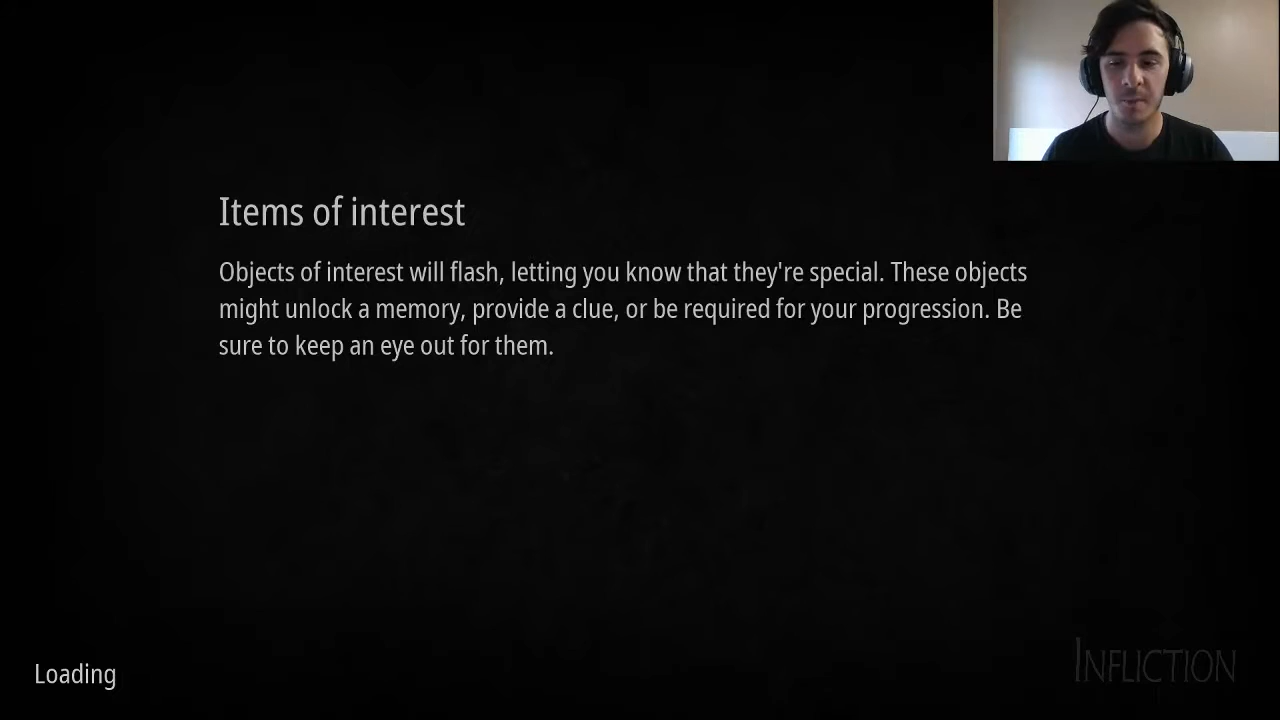 Items of interest
Objects of interest will flash, letting you know that they're special. These objects
might unlock a memory, provide a clue, or be required for your progression. Be
sure to keep an eye out for them.
Loading
INFLICTION